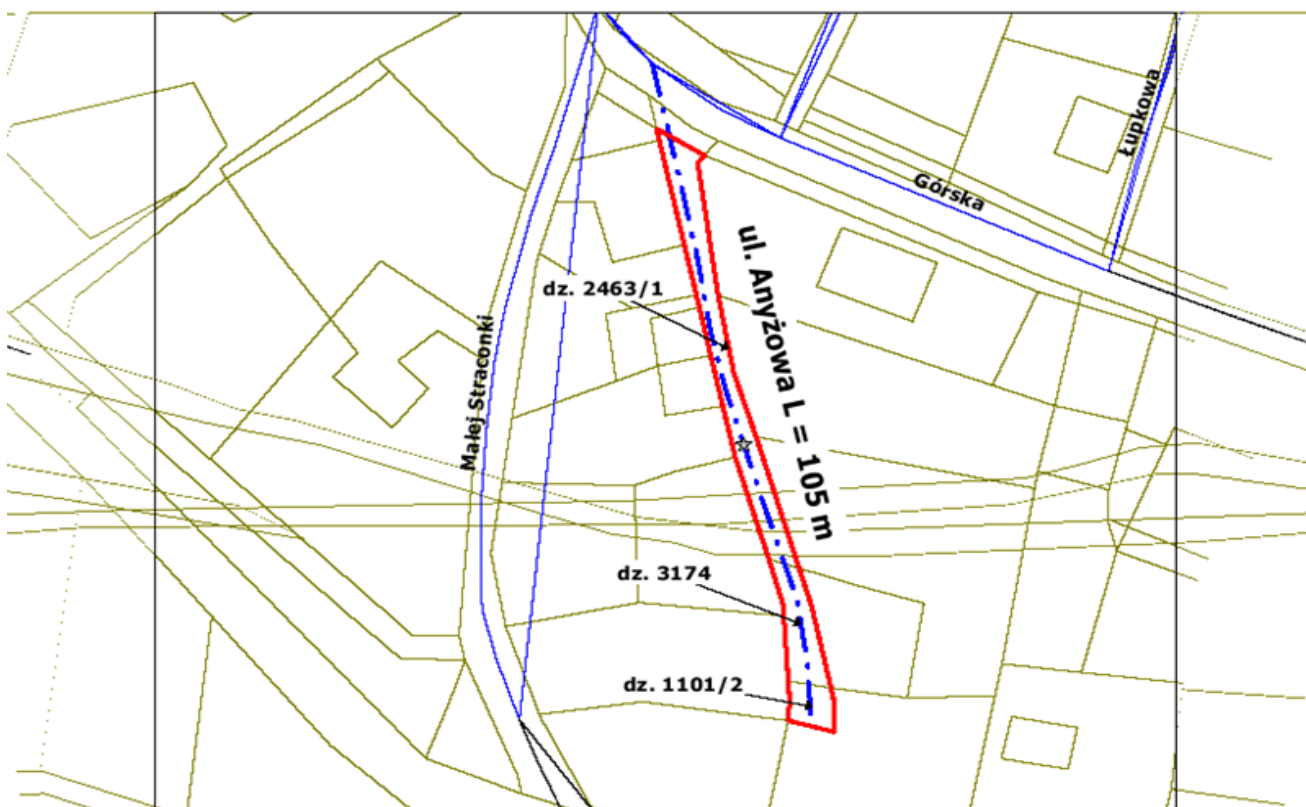 Łupkowa
Górska
ul. Anyżowa L = 105 m
dz. 2463/1
Małej Straconki
dz. 3174
dz. 1101/2